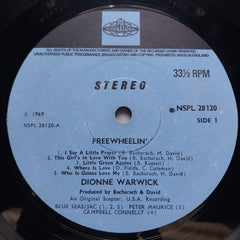 ALL RIGHTS OF THE MANUFACTURER AND OF THE OWNER OF THE RECORDED WORK RESERVED
UNAUTHORISED PUBLIC PERFORMANCE, BROADCASTING AND COPYING OF THIS RECORD PROHIBITED MADE IN ENGLAND
STEREO
33⅓ RPM
℗ 1969
NSPL.28120-A
NSPL 28120
SIDE 1
FREEWHEELIN'
1. I Say A Little Prayer (B. Bacharach, H. David)
2. This Girl's In Love With You (B. Bacharach, H. David)
3. Little Green Apples (B. Russell)
4. Where Is Love (D. Fields, C. Coleman)
5. Who Is Gonna Love Me (B. Bacharach, H. David)
DIONNE WARWICK
Produced by Bacharach & David
An Original Scepter, U.S.A. Recording
BLUE SEAS/JAC (1, 2, 5) PETER MAURICE (3)
CAMPBELL CONNELLY (4)